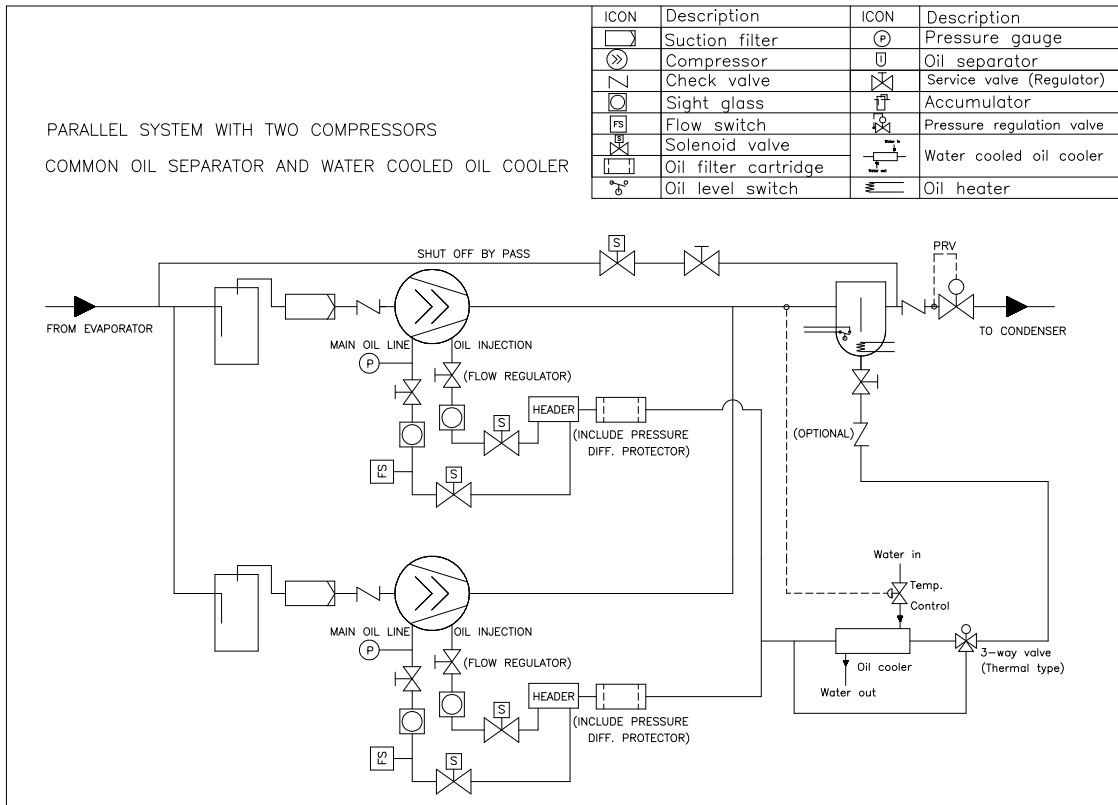 ICON Description ICON Description
Suction filter P Pressure gauge
Compressor Oil separator
Check valve Service valve (Regulator)
Sight glass Accumulator
FS Flow switch Pressure regulation valve
S Solenoid valve Water in
Oil filter cartridge Water out Water cooled oil cooler
Oil level switch Oil heater
PARALLEL SYSTEM WITH TWO COMPRESSORS
COMMON OIL SEPARATOR AND WATER COOLED OIL COOLER
S PRV
SHUT OFF BY PASS
FROM EVAPORATOR TO CONDENSER
MAIN OIL LINE OIL INJECTION
P
(FLOW REGULATOR)
HEADER
S
(INCLUDE PRESSURE
DIFF. PROTECTOR)
(OPTIONAL)
FS
S
Water in
Temp.
Control
MAIN OIL LINE OIL INJECTION
P
(FLOW REGULATOR)
3-way valve
(Thermal type)
Oil cooler
Water out
HEADER
S
(INCLUDE PRESSURE
DIFF. PROTECTOR)
FS
S